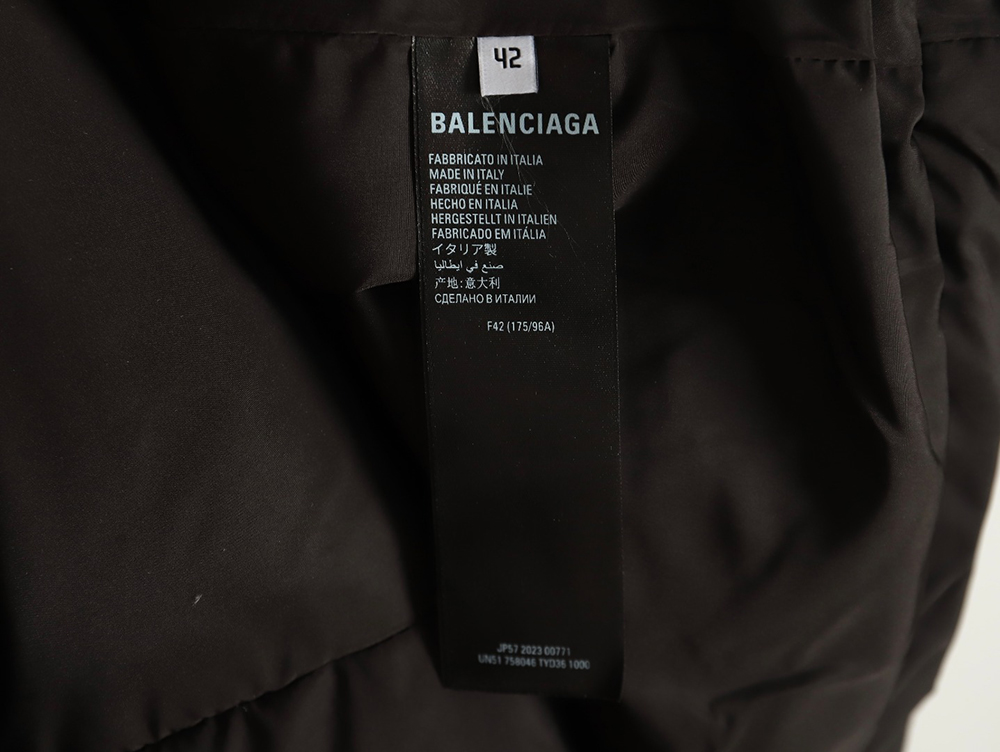 42
BALENCIAGA
FABBRICATO IN ITALIA
MADE IN ITALY
FABRIQUÉ EN ITALIE
HECHO EN ITALIA
HERGESTELLT IN ITALIEN
FABRICADO EM ITÁLIA
イタリア製
صنع في ايطاليا
产地:意大利
СДЕЛАНО В ИТАЛИИ
F42 (175/96A)
JP57 2023 00771
UN51 758046 TYD36 1000